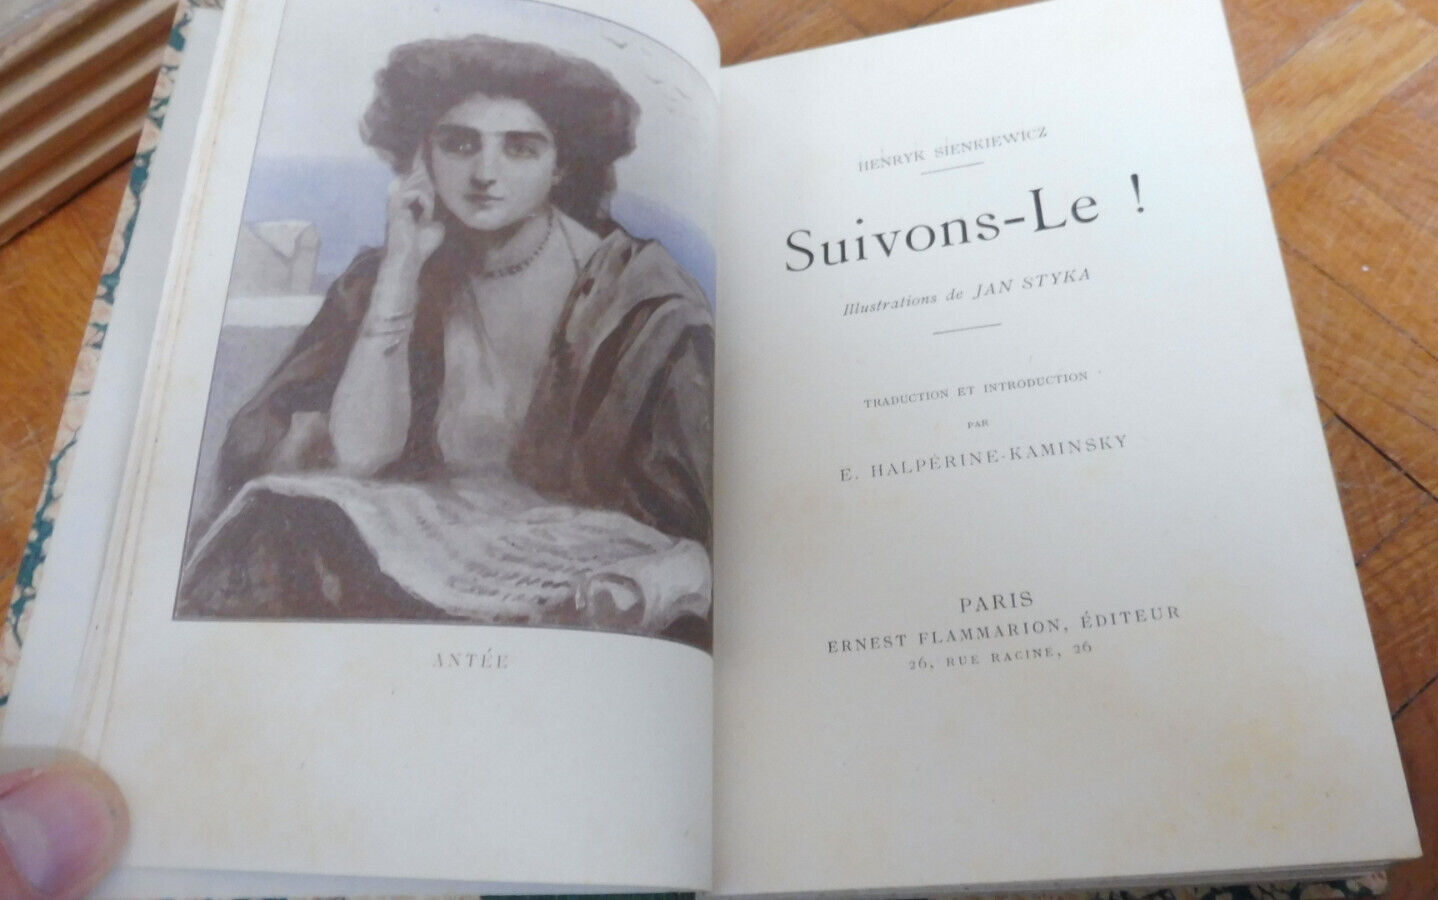 ANTÉE
HENRYK SIENKIEWICZ
Suivons-Le !
Illustrations de JAN STYKA
TRADUCTION ET INTRODUCTION
PAR
E. HALPÉRINE-KAMINSKY
PARIS
ERNEST FLAMMARION, ÉDITEUR
26, RUE RACINE, 26